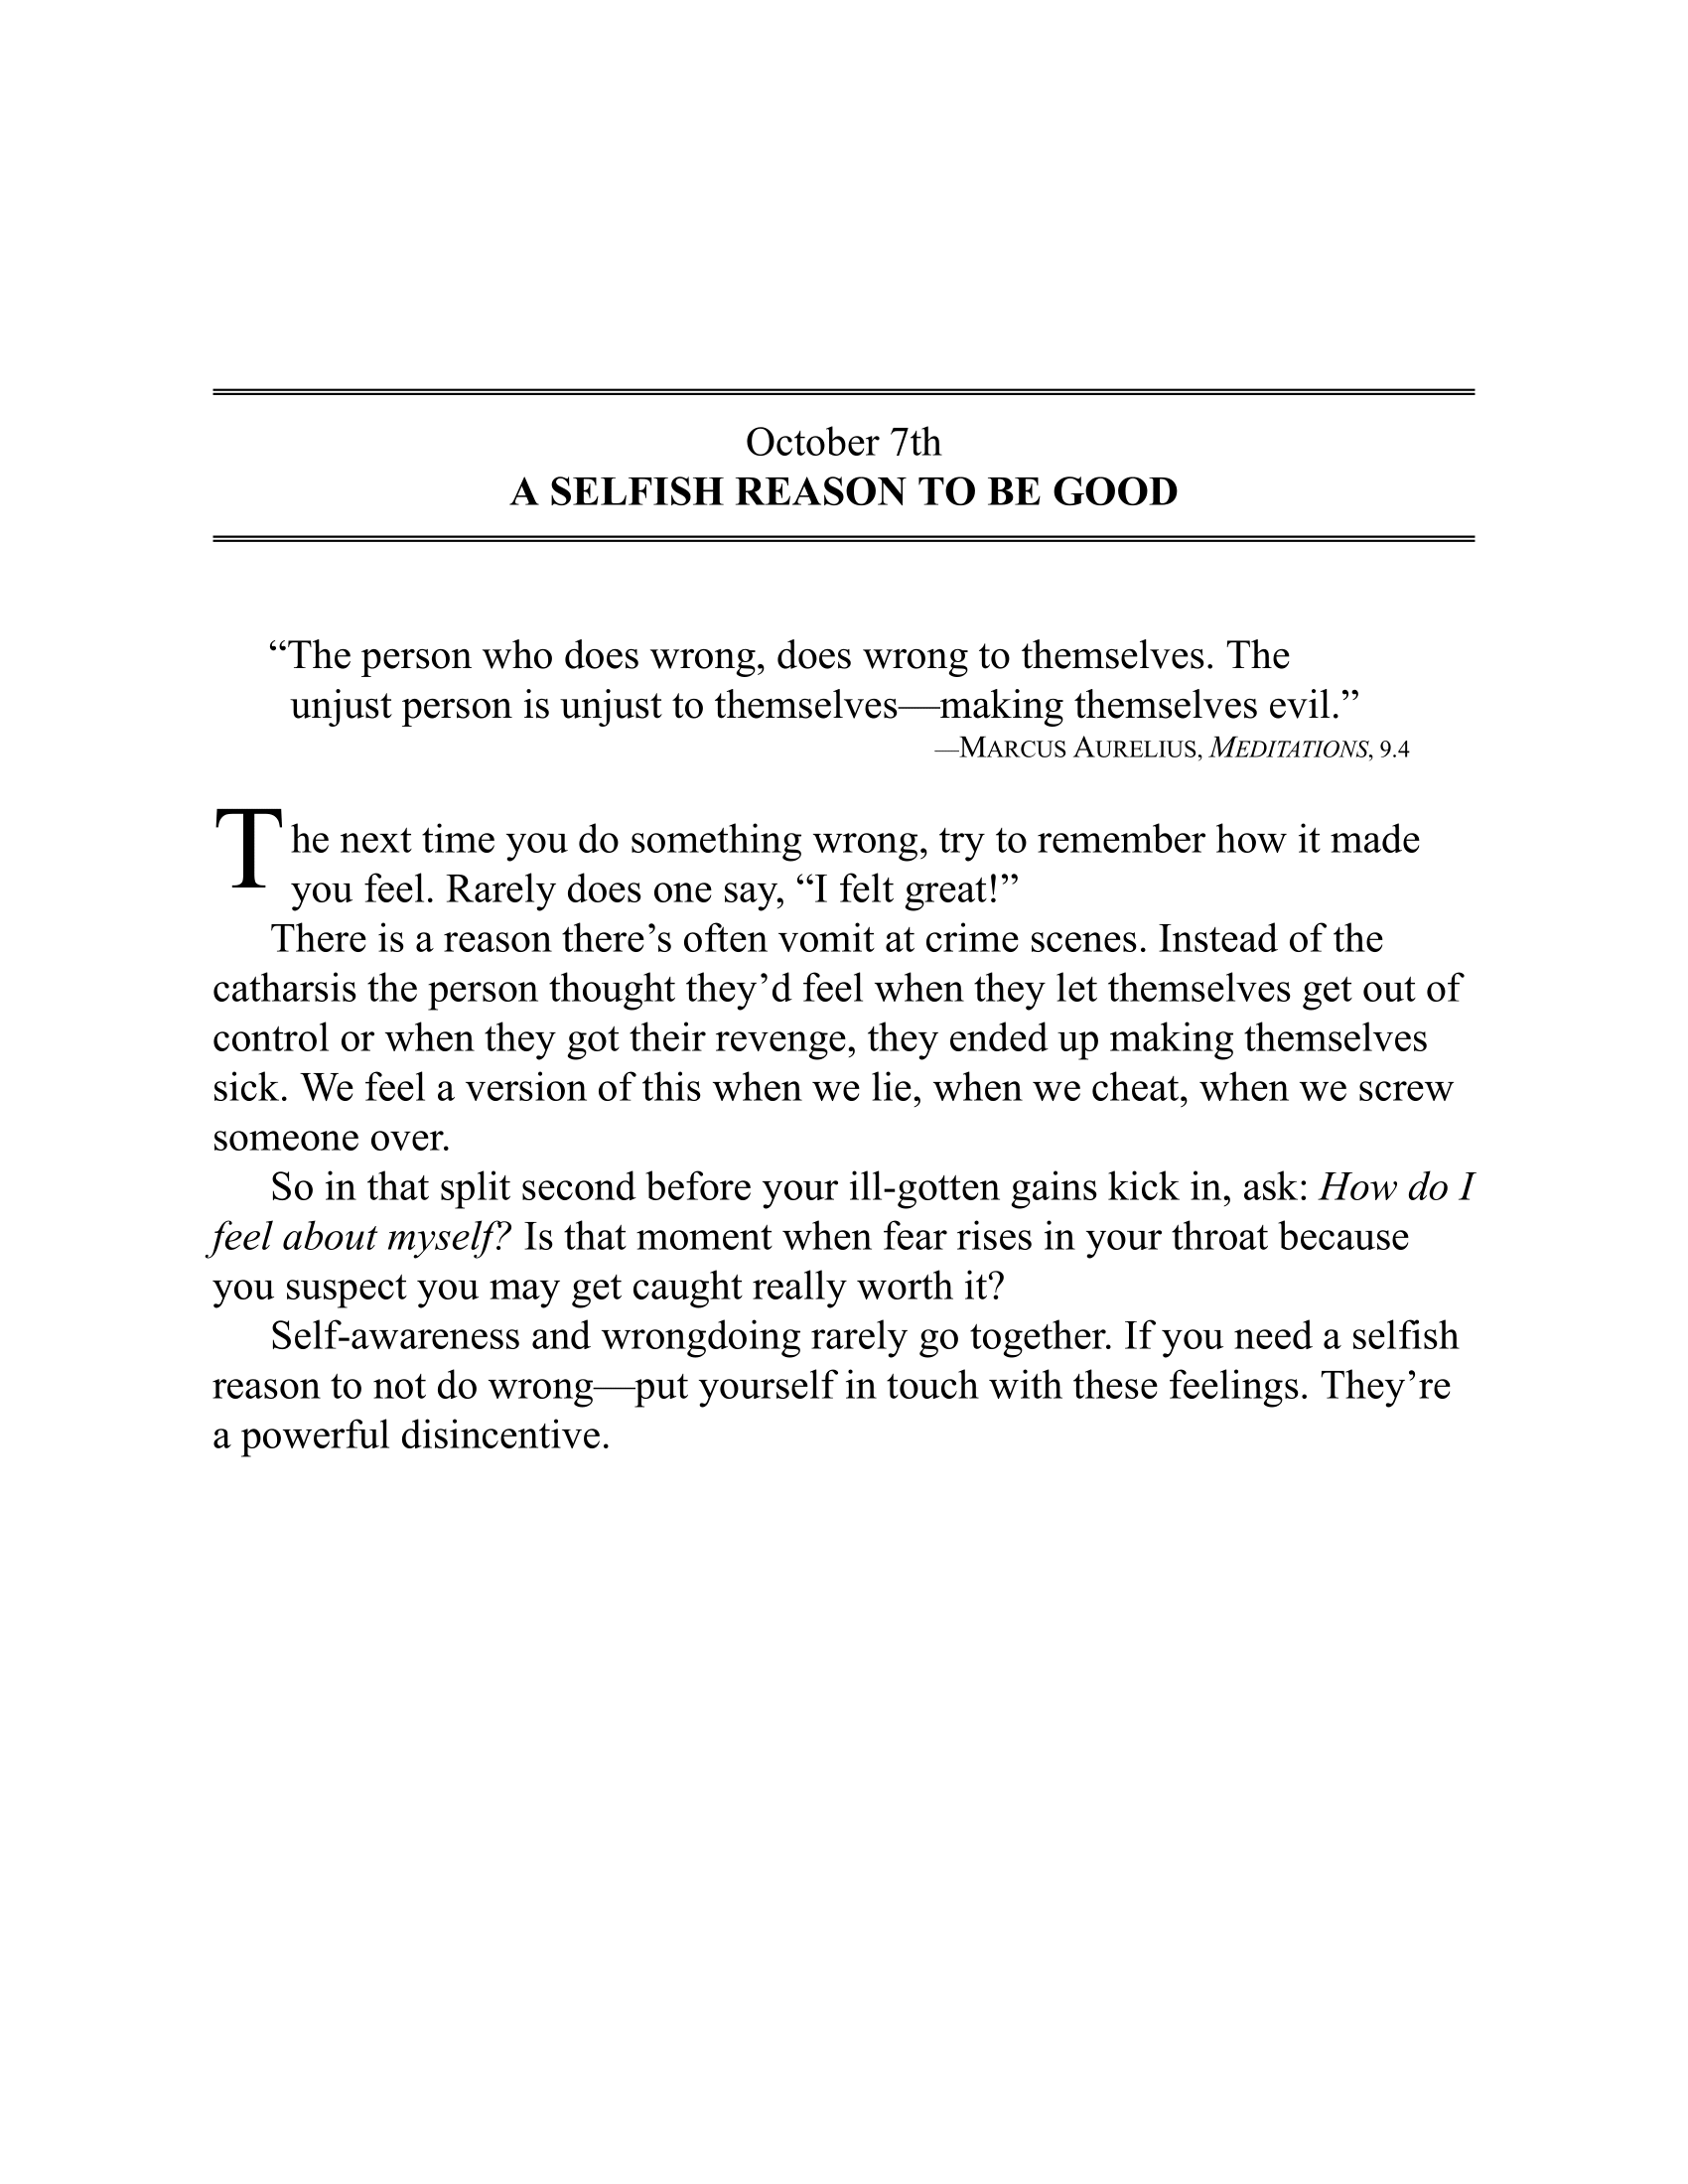 October 7th
A SELFISH REASON TO BE GOOD
“The person who does wrong, does wrong to themselves. The
unjust person is unjust to themselves—making themselves evil.”
—MARCUS AURELIUS, MEDITATIONS, 9.4
The next time you do something wrong, try to remember how it made
you feel. Rarely does one say, “I felt great!”
There is a reason there’s often vomit at crime scenes. Instead of the
catharsis the person thought they’d feel when they let themselves get out of
control or when they got their revenge, they ended up making themselves
sick. We feel a version of this when we lie, when we cheat, when we screw
someone over.
So in that split second before your ill-gotten gains kick in, ask: How do I
feel about myself? Is that moment when fear rises in your throat because
you suspect you may get caught really worth it?
Self-awareness and wrongdoing rarely go together. If you need a selfish
reason to not do wrong—put yourself in touch with these feelings. They’re
a powerful disincentive.